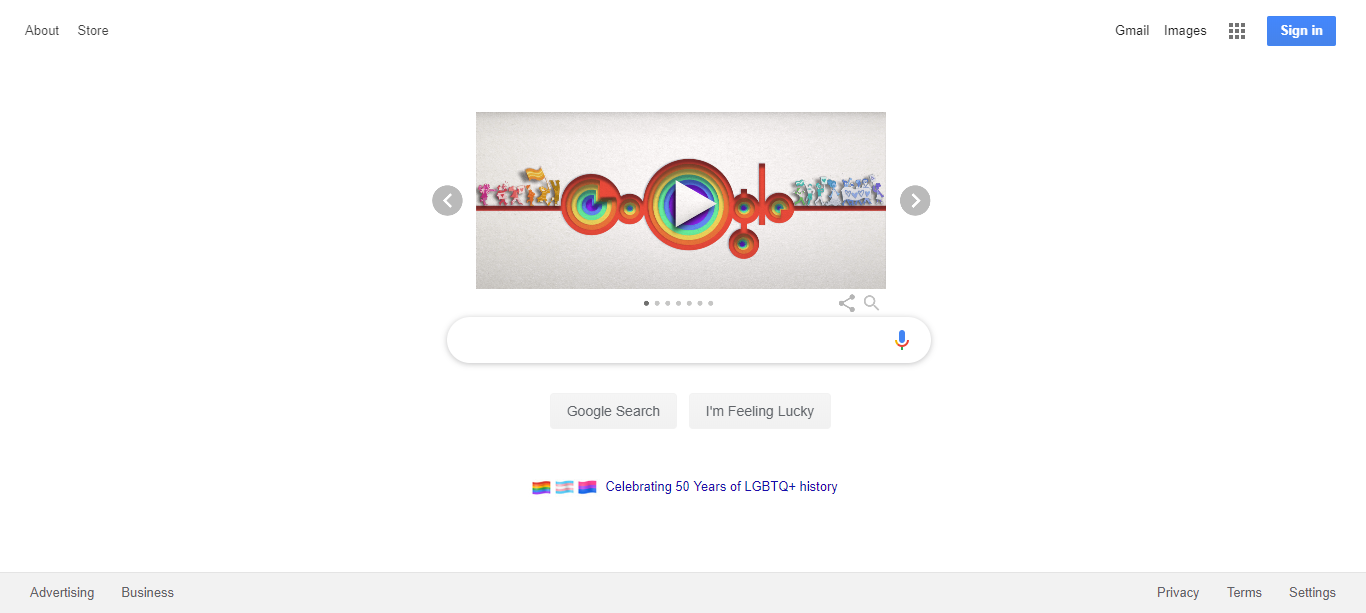 About Store Gmail Images Sign in
Google
Google Search I'm Feeling Lucky
Celebrating 50 Years of LGBTQ+ history
Advertising Business Privacy Terms Settings